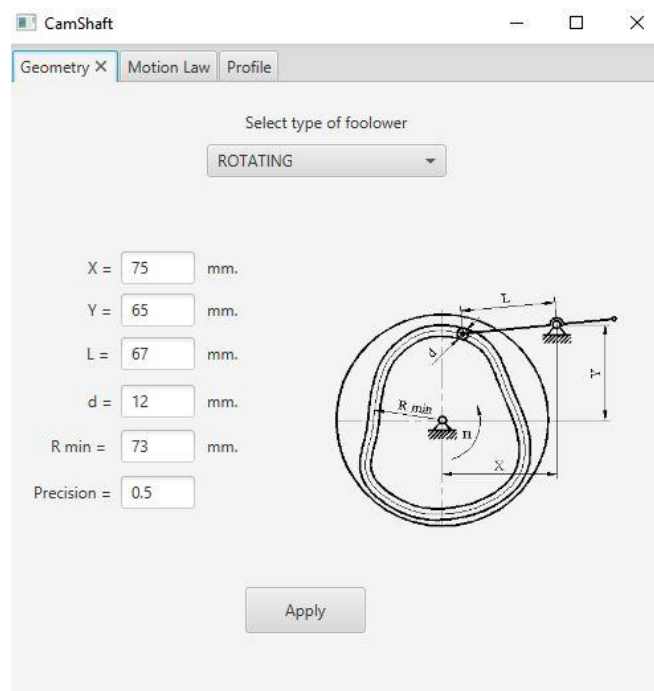 CamShaft
Geometry Motion Law Profile
Select type of foolower
ROTATING
X = 75 mm.
Y = 65 mm.
L = 67 mm.
d = 12 mm.
R min = 73 mm.
Precision = 0.5
L
d
Y
R min
n
X
Apply